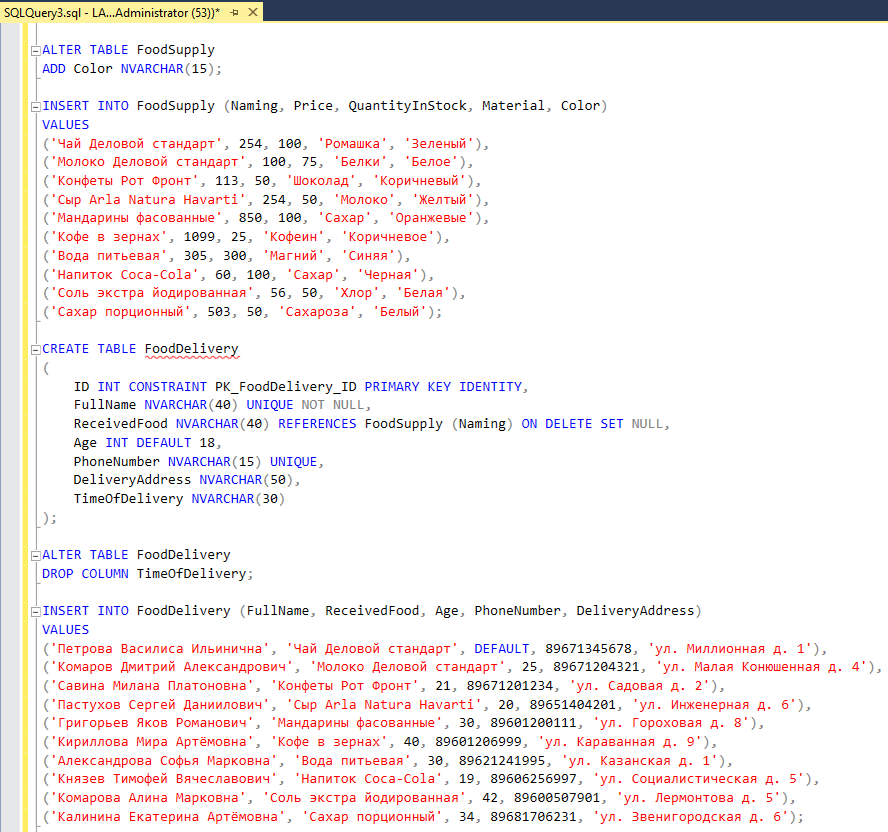 SQLQuery3.sql - LA...Administrator (53))*
ALTER TABLE FoodSupply
ADD Color NVARCHAR(15);
INSERT INTO FoodSupply (Naming, Price, QuantityInStock, Material, Color)
VALUES
('Чай Деловой стандарт', 254, 100, 'Ромашка', 'Зеленый'),
('Молоко Деловой стандарт', 100, 75, 'Белки', 'Белое'),
('Конфеты Рот Фронт', 113, 50, 'Шоколад', 'Коричневый'),
('Сыр Arla Natura Havarti', 254, 50, 'Молоко', 'Желтый'),
('Мандарины фасованные', 850, 100, 'Сахар', 'Оранжевые'),
('Кофе в зернах', 1099, 25, 'Кофеин', 'Коричневое'),
('Вода питьевая', 305, 300, 'Магний', 'Синяя'),
('Напиток Coca-Cola', 60, 100, 'Сахар', 'Черная'),
('Соль экстра йодированная', 56, 50, 'Хлор', 'Белая'),
('Сахар порционный', 503, 50, 'Сахароза', 'Белый');
CREATE TABLE FoodDelivery
(
ID INT CONSTRAINT PK_FoodDelivery_ID PRIMARY KEY IDENTITY,
FullName NVARCHAR(40) UNIQUE NOT NULL,
ReceivedFood NVARCHAR(40) REFERENCES FoodSupply (Naming) ON DELETE SET NULL,
Age INT DEFAULT 18,
PhoneNumber NVARCHAR(15) UNIQUE,
DeliveryAddress NVARCHAR(50),
TimeOfDelivery NVARCHAR(30)
);
ALTER TABLE FoodDelivery
DROP COLUMN TimeOfDelivery;
INSERT INTO FoodDelivery (FullName, ReceivedFood, Age, PhoneNumber, DeliveryAddress)
VALUES
('Петрова Василиса Ильинична', 'Чай Деловой стандарт', DEFAULT, 89671345678, 'ул. Миллионная д. 1'),
('Комаров Дмитрий Александрович', 'Молоко Деловой стандарт', 25, 89671204321, 'ул. Малая Конюшенная д. 4'),
('Савина Милана Платоновна', 'Конфеты Рот Фронт', 21, 89671201234, 'ул. Садовая д. 2'),
('Пастухов Сергей Даниилович', 'Сыр Arla Natura Havarti', 20, 89651404201, 'ул. Инженерная д. 6'),
('Григорьев Яков Романович', 'Мандарины фасованные', 30, 89601200111, 'ул. Гороховая д. 8'),
('Кириллова Мира Артёмовна', 'Кофе в зернах', 40, 89601206999, 'ул. Караванная д. 9'),
('Александрова Софья Марковна', 'Вода питьевая', 30, 89621241995, 'ул. Казанская д. 1'),
('Князев Тимофей Вячеславович', 'Напиток Coca-Cola', 19, 89606256997, 'ул. Социалистическая д. 5'),
('Комарова Алина Марковна', 'Соль экстра йодированная', 42, 89600507901, 'ул. Лермонтова д. 5'),
('Калинина Екатерина Артёмовна', 'Сахар порционный', 34, 89681706231, 'ул. Звенигородская д. 6');